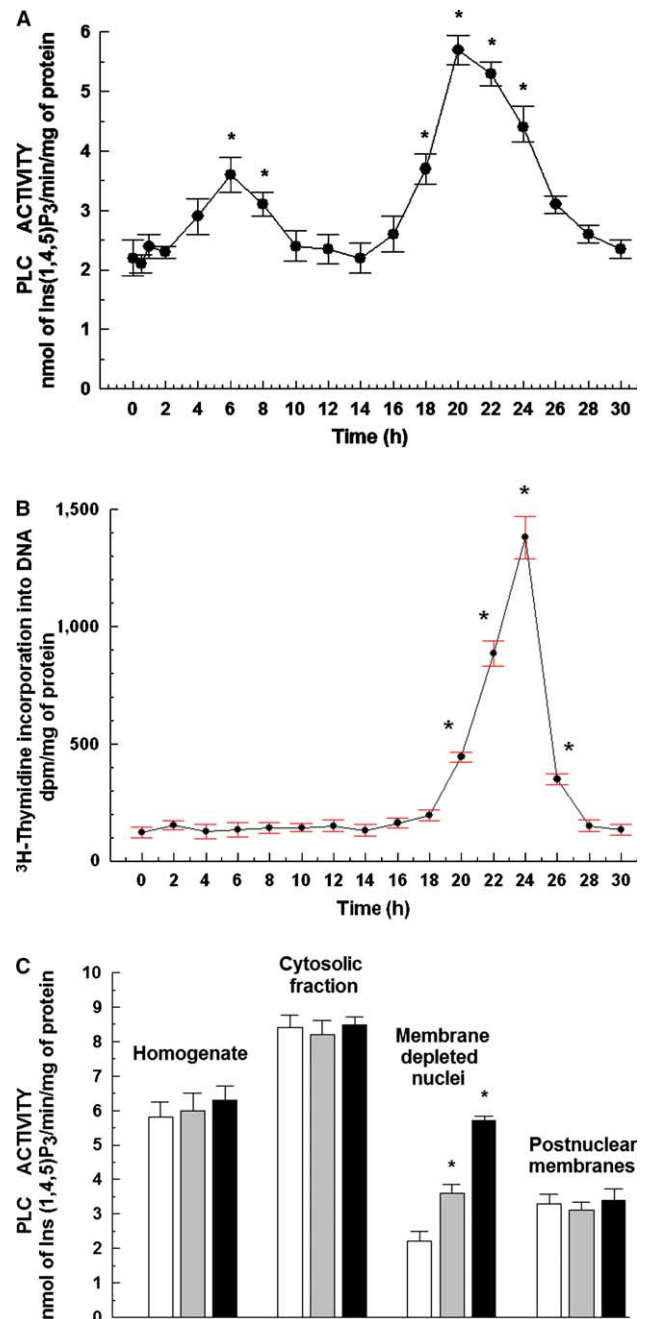 A
PLC ACTIVITY
nmol of Ins(1,4,5)P3/min/mg of protein
6
5
4
3
2
1
0
* * * * * *
0 2 4 6 8 10 12 14 16 18 20 22 24 26 28 30
Time (h)
B
³H-Thymidine incorporation into DNA
dpm/mg of protein
1,500
1,000
500
0
* * * *
0 2 4 6 8 10 12 14 16 18 20 22 24 26 28 30
Time (h)
C
PLC ACTIVITY
nmol of Ins (1,4,5)P3/min/mg of protein
10
9
8
7
6
5
4
3
2
1
0
Homogenate
Cytosolic
fraction
Membrane
depleted
nuclei
* *
Postnuclear
membranes